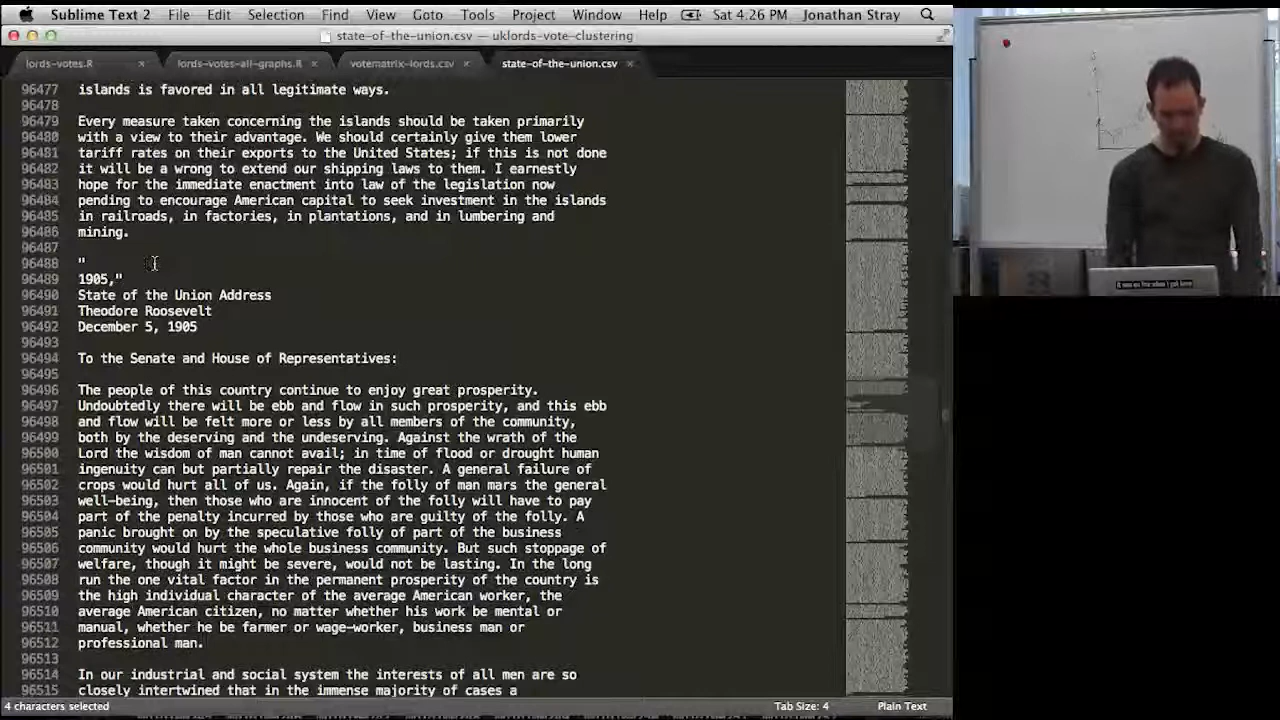 Sublime Text 2 File Edit Selection Find View Goto Tools Project Window Help Sat 4:26 PM Jonathan Stray
state-of-the-union.csv — uklords-vote-clustering
lords-votes.R × lords-votes-all-graphs.R × votematrix-lords.csv × state-of-the-union.csv ×
96477 islands is favored in all legitimate ways.
96478
96479 Every measure taken concerning the islands should be taken primarily
96480 with a view to their advantage. We should certainly give them lower
96481 tariff rates on their exports to the United States; if this is not done
96482 it will be a wrong to extend our shipping laws to them. I earnestly
96483 hope for the immediate enactment into law of the legislation now
96484 pending to encourage American capital to seek investment in the islands
96485 in railroads, in factories, in plantations, and in lumbering and
96486 mining.
96487
96488 "
96489 1905,"
96490 State of the Union Address
96491 Theodore Roosevelt
96492 December 5, 1905
96493
96494 To the Senate and House of Representatives:
96495
96496 The people of this country continue to enjoy great prosperity.
96497 Undoubtedly there will be ebb and flow in such prosperity, and this ebb
96498 and flow will be felt more or less by all members of the community,
96499 both by the deserving and the undeserving. Against the wrath of the
96500 Lord the wisdom of man cannot avail; in time of flood or drought human
96501 ingenuity can but partially repair the disaster. A general failure of
96502 crops would hurt all of us. Again, if the folly of man mars the general
96503 well-being, then those who are innocent of the folly will have to pay
96504 part of the penalty incurred by those who are guilty of the folly. A
96505 panic brought on by the speculative folly of part of the business
96506 community would hurt the whole business community. But such stoppage of
96507 welfare, though it might be severe, would not be lasting. In the long
96508 run the one vital factor in the permanent prosperity of the country is
96509 the high individual character of the average American worker, the
96510 average American citizen, no matter whether his work be mental or
96511 manual, whether he be farmer or wage-worker, business man or
96512 professional man.
96513
96514 In our industrial and social system the interests of all men are so
96515 closely intertwined that in the immense majority of cases a
4 characters selected Tab Size: 4 Plain Text